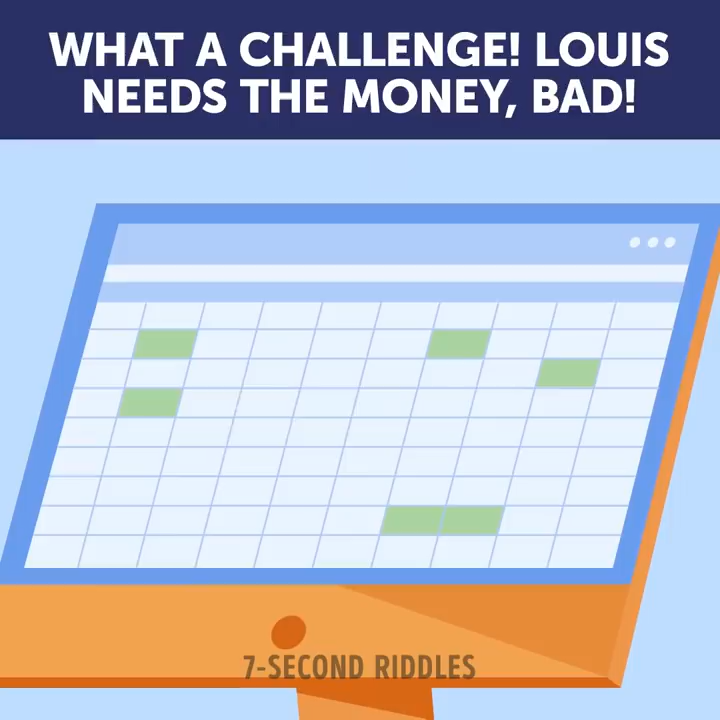 WHAT A CHALLENGE! LOUIS
NEEDS THE MONEY, BAD!
7-SECOND RIDDLES